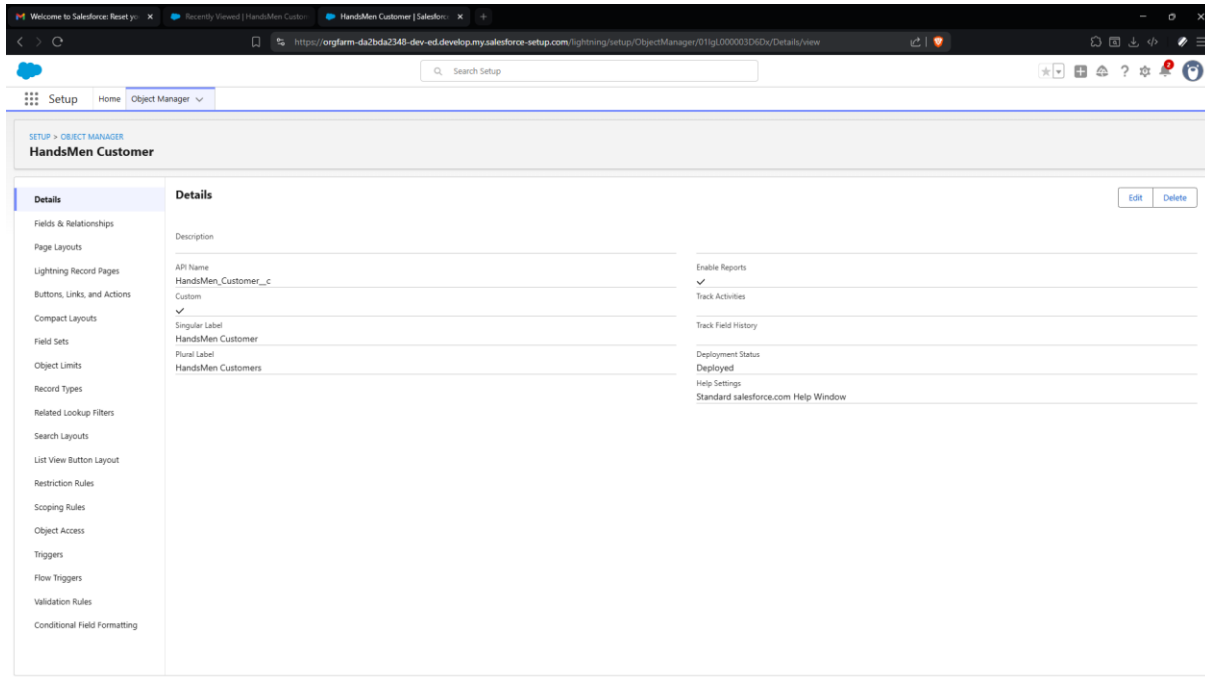 Welcome to Salesforce: Reset yo
Recently Viewed | HandsMen Custom
HandsMen Customer | Salesforc
https://orgfarm-da2bda2348-dev-ed.develop.my.salesforce-setup.com/lightning/setup/ObjectManager/01IgL000003D6Dx/Details/view
Search Setup
2
Setup
Home
Object Manager
SETUP > OBJECT MANAGER
HandsMen Customer
Details
Fields & Relationships
Page Layouts
Lightning Record Pages
Buttons, Links, and Actions
Compact Layouts
Field Sets
Object Limits
Record Types
Related Lookup Filters
Search Layouts
List View Button Layout
Restriction Rules
Scoping Rules
Object Access
Triggers
Flow Triggers
Validation Rules
Conditional Field Formatting
Details
Edit
Delete
Description
API Name
HandsMen_Customer__c
Custom
Singular Label
HandsMen Customer
Plural Label
HandsMen Customers
Enable Reports
Track Activities
Track Field History
Deployment Status
Deployed
Help Settings
Standard salesforce.com Help Window